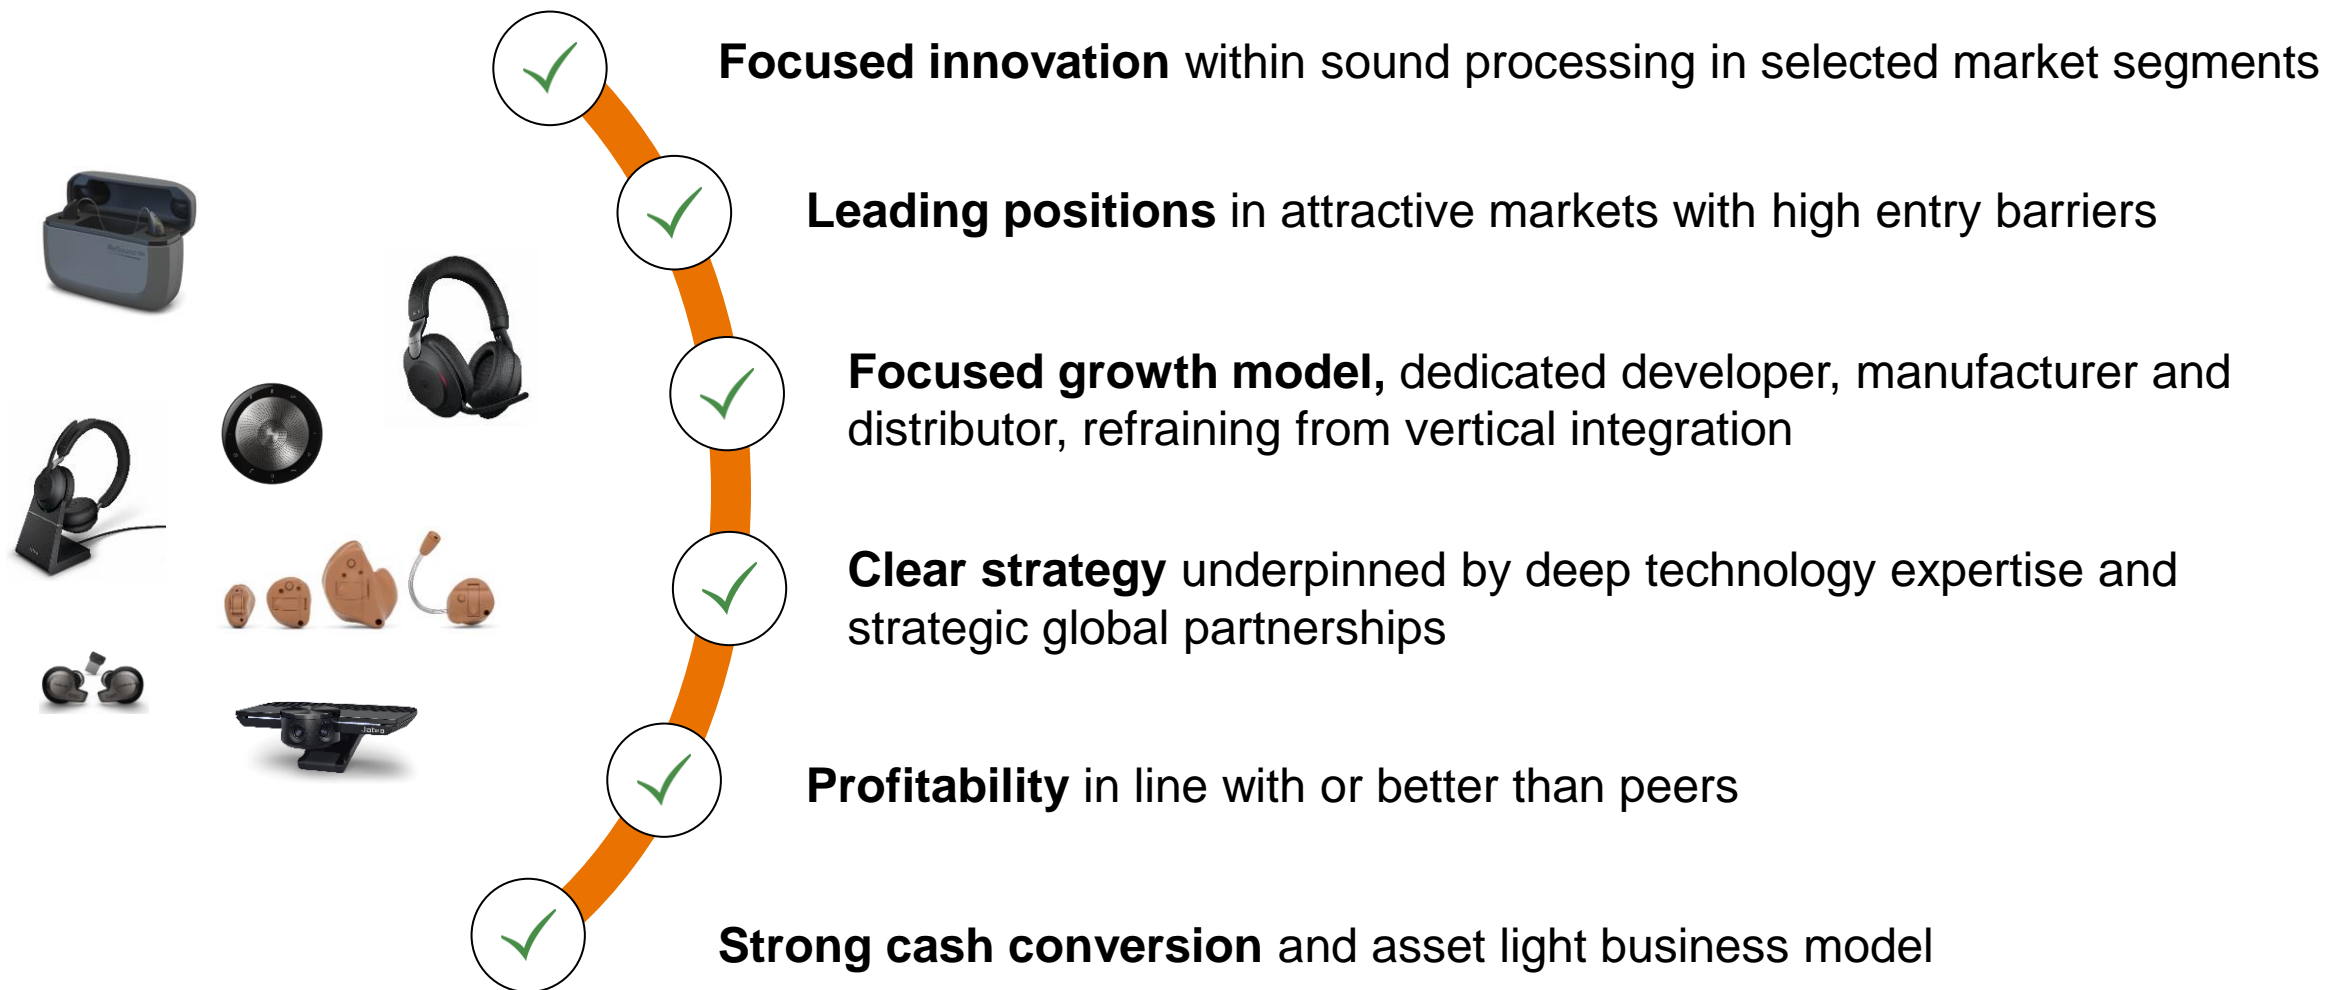 Focused innovation within sound processing in selected market segments
Leading positions in attractive markets with high entry barriers
Focused growth model, dedicated developer, manufacturer and
distributor, refraining from vertical integration
Clear strategy underpinned by deep technology expertise and
strategic global partnerships
Jabra
Profitability in line with or better than peers
Strong cash conversion and asset light business model